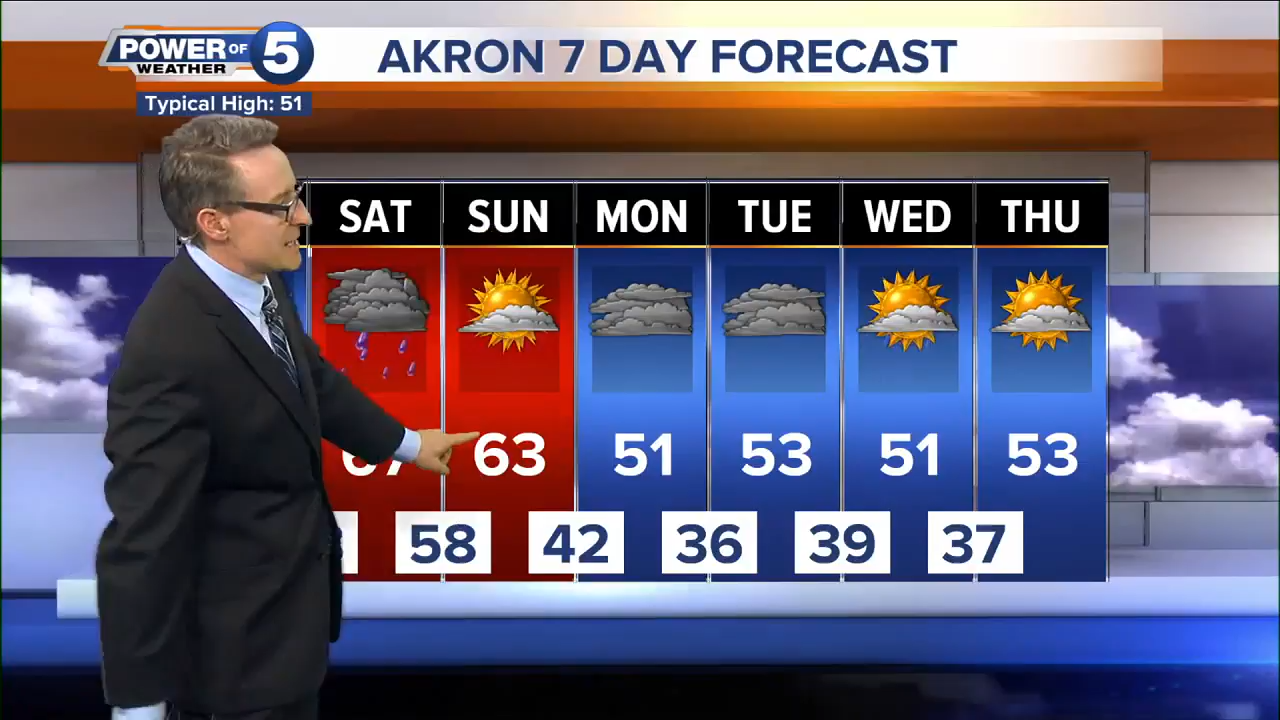 POWER OF 5
WEATHER
AKRON 7 DAY FORECAST
Typical High: 51
SAT SUN MON TUE WED THU
63 51 53 51 53
58 42 36 39 37